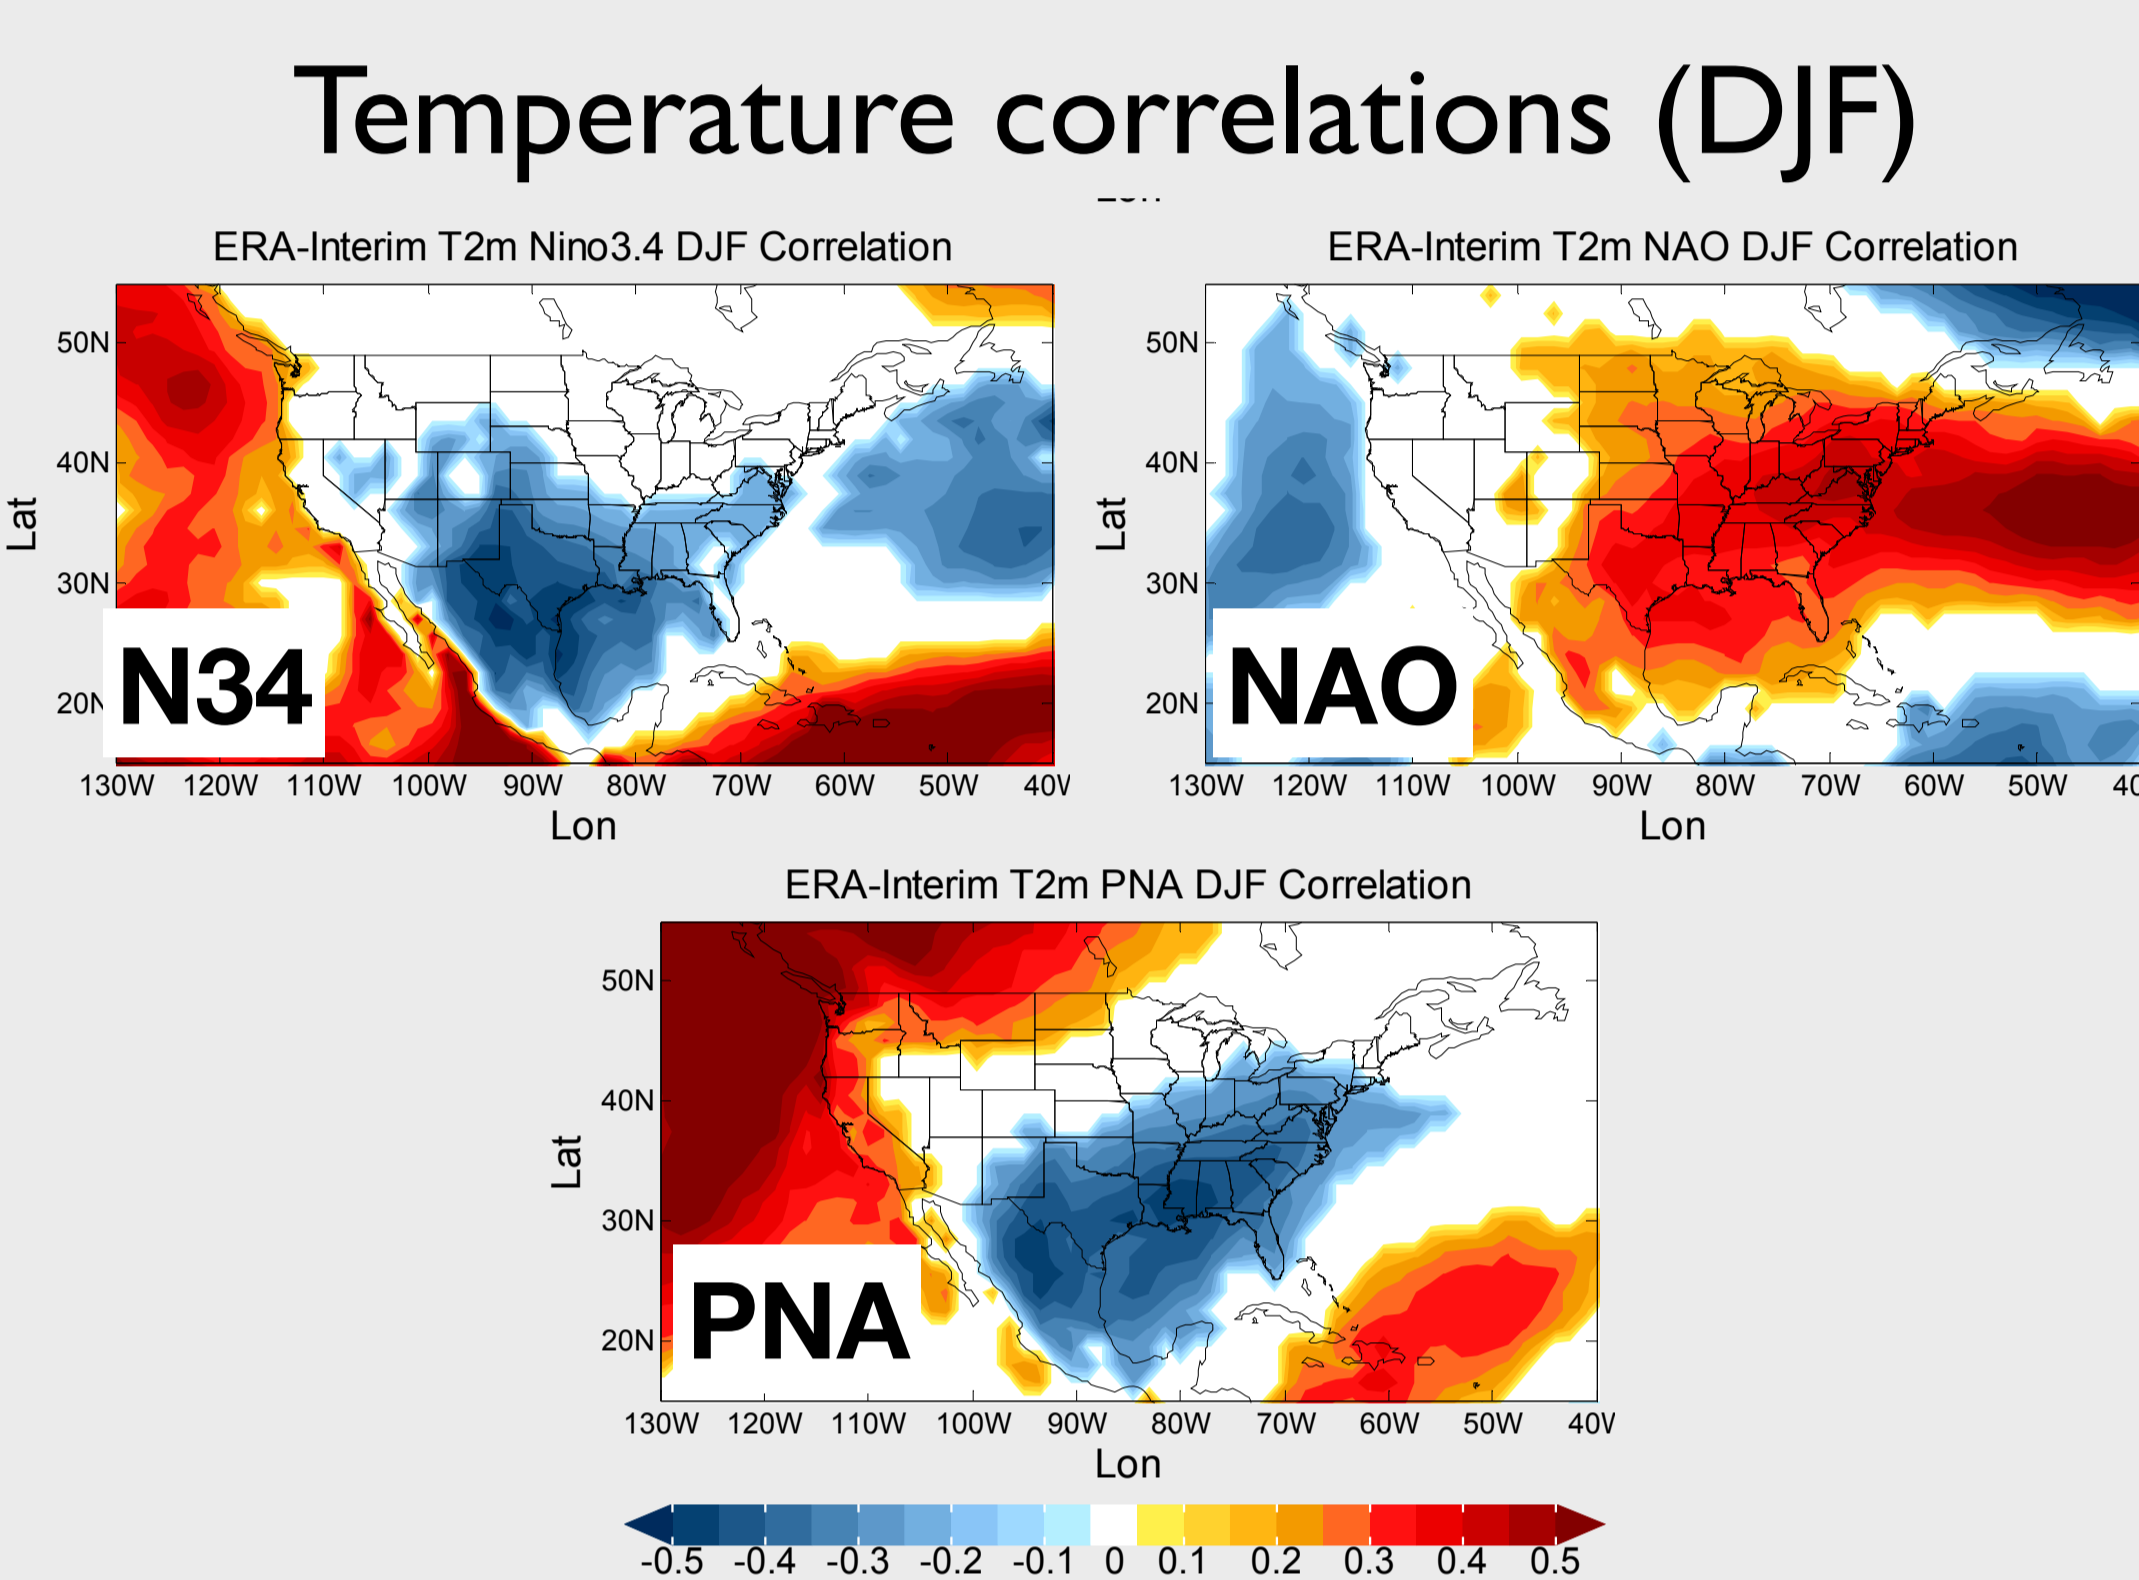 Temperature correlations (DJF)
ERA-Interim T2m Nino3.4 DJF Correlation
50N
40N
30N
20N
Lat
N34
130W 120W 110W 100W 90W 80W 70W 60W 50W 40W
Lon
ERA-Interim T2m NAO DJF Correlation
50N
40N
30N
20N
Lat
NAO
130W 120W 110W 100W 90W 80W 70W 60W 50W
Lon
ERA-Interim T2m PNA DJF Correlation
50N
40N
30N
20N
Lat
PNA
130W 120W 110W 100W 90W 80W 70W 60W 50W 40W
Lon
-0.5 -0.4 -0.3 -0.2 -0.1 0 0.1 0.2 0.3 0.4 0.5